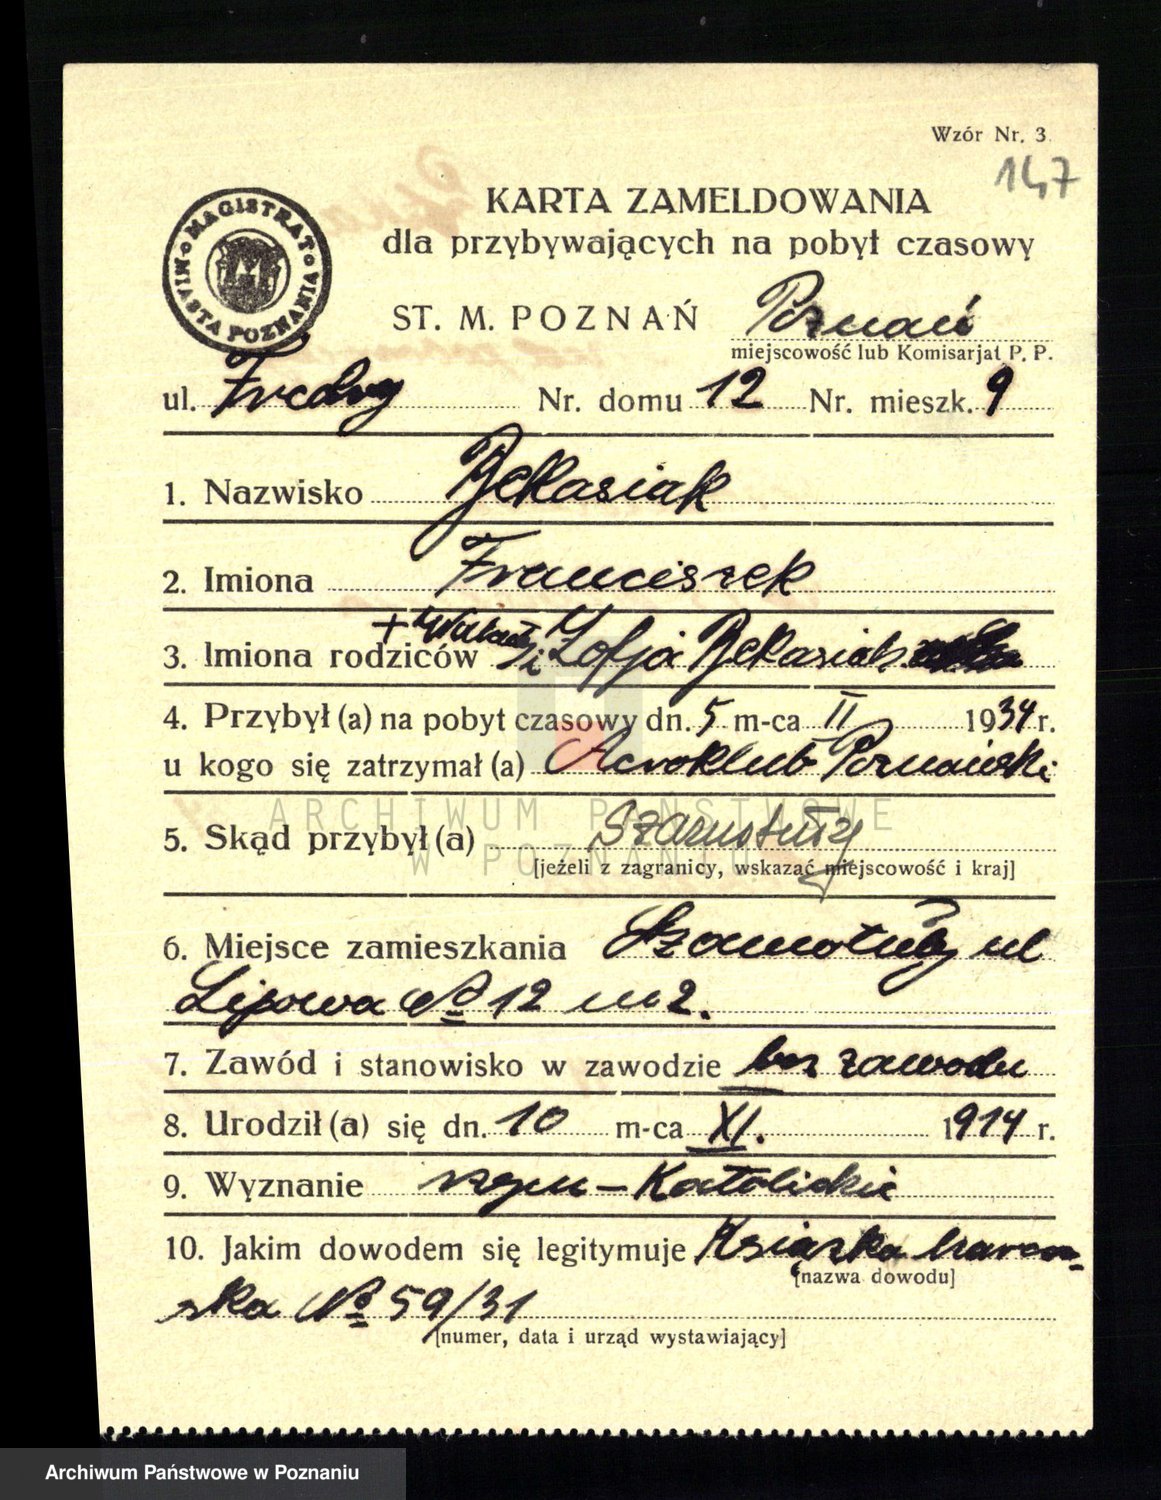 Wzór Nr. 3
147
MAGISTRAT MIASTA POZNANIA
KARTA ZAMELDOWANIA
dla przybywających na pobyt czasowy
ST. M. POZNAŃ Poznań
miejscowość lub Komisarjat P. P.
ul. Fredry Nr. domu 12 Nr. mieszk. 9
1. Nazwisko Bekasiak
2. Imiona Franciszek
3. Imiona rodziców + i Zofja Bekasiak
4. Przybył (a) na pobyt czasowy dn. 5 m-ca II 1934 r.
u kogo się zatrzymał (a) Aeroklub Poznański
ARCHIWUM PAŃSTWOWE
W POZNANIU
5. Skąd przybył (a) Szamotuły
[jeżeli z zagranicy, wskazać miejscowość i kraj]
6. Miejsce zamieszkania Szamotuły ul
Lipowa No 12 m 2.
7. Zawód i stanowisko w zawodzie bez zawodu
8. Urodził (a) się dn. 10 m-ca XI. 1914 r.
9. Wyznanie rzym-Katolickie
10. Jakim dowodem się legitymuje Książka
[nazwa dowodu]
ska No 59/31
[numer, data i urząd wystawiający]
Archiwum Państwowe w Poznaniu